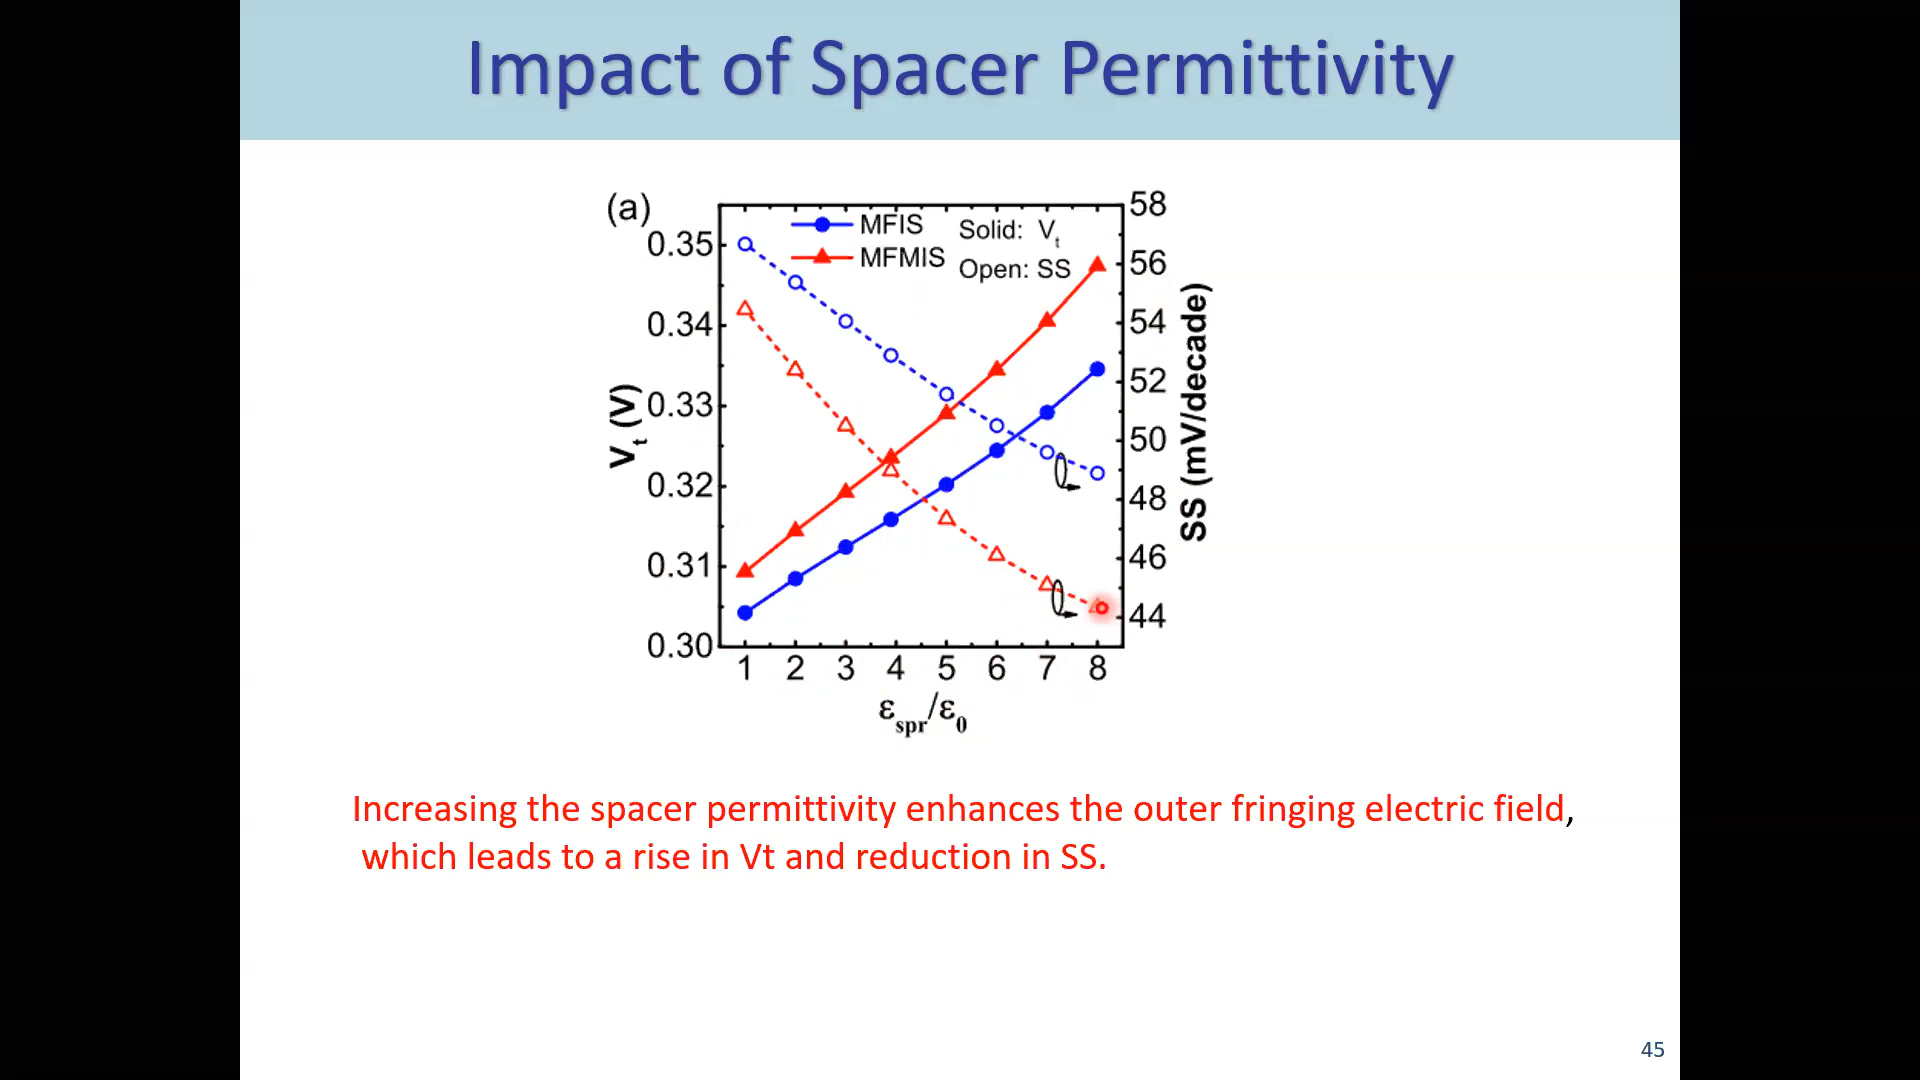 Impact of Spacer Permittivity
(a)
MFIS
MFMIS
Solid: Vt
Open: SS
0.35
0.34
0.33
0.32
0.31
0.30
Vt (V)
58
56
54
52
50
48
46
44
SS (mV/decade)
1 2 3 4 5 6 7 8
εspr/ε0
Increasing the spacer permittivity enhances the outer fringing electric field,
which leads to a rise in Vt and reduction in SS.
45